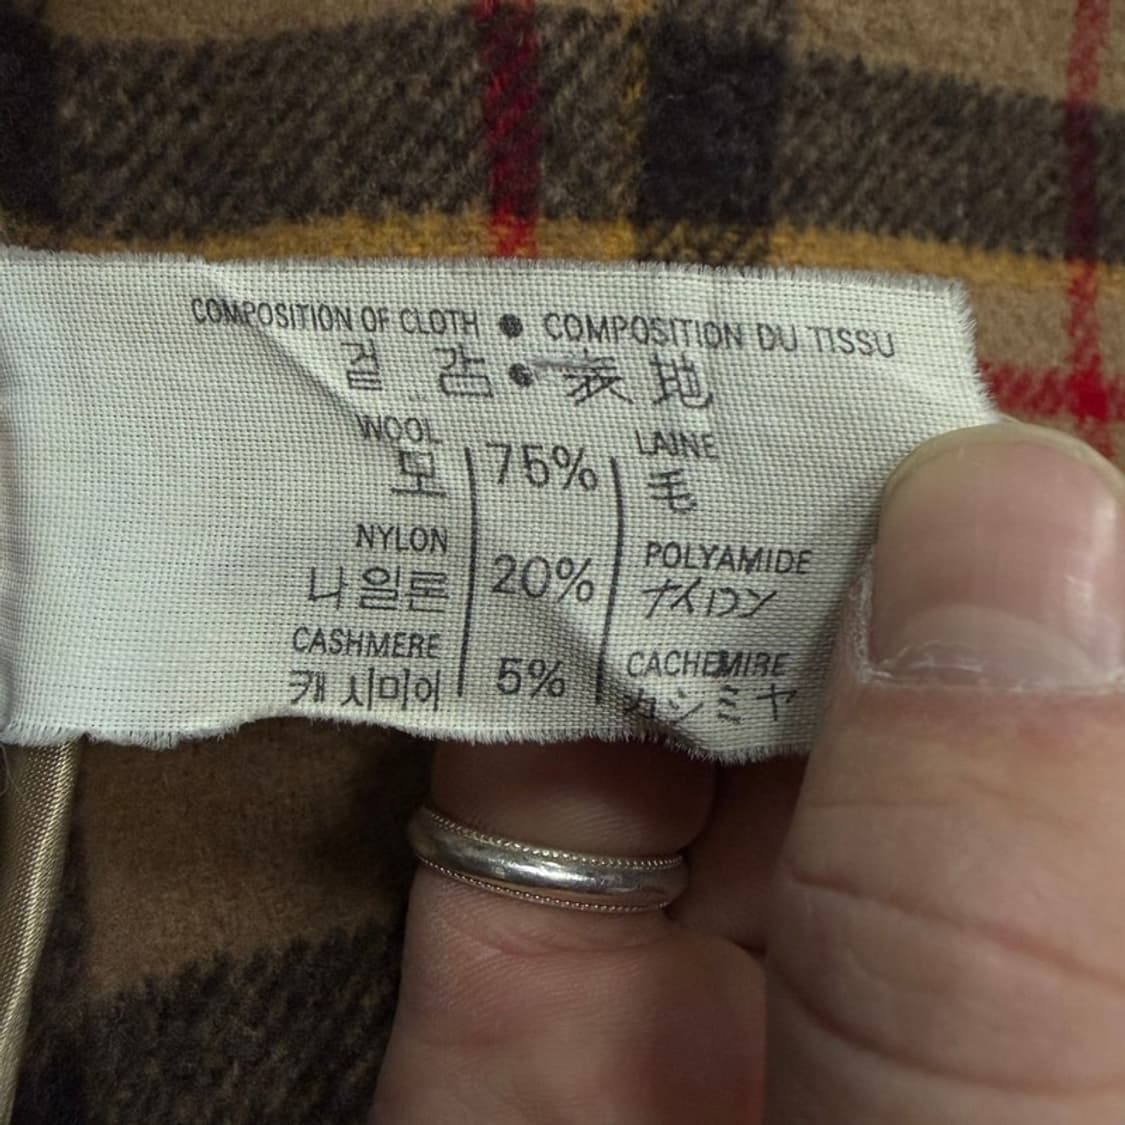 COMPOSITION OF CLOTH ● COMPOSITION DU TISSU
겉 감 ● 表地
WOOL 75% LAINE
모 毛
NYLON 20% POLYAMIDE
나일론 ナイロン
CASHMERE 5% CACHEMIRE
캐시미어 カシミヤ